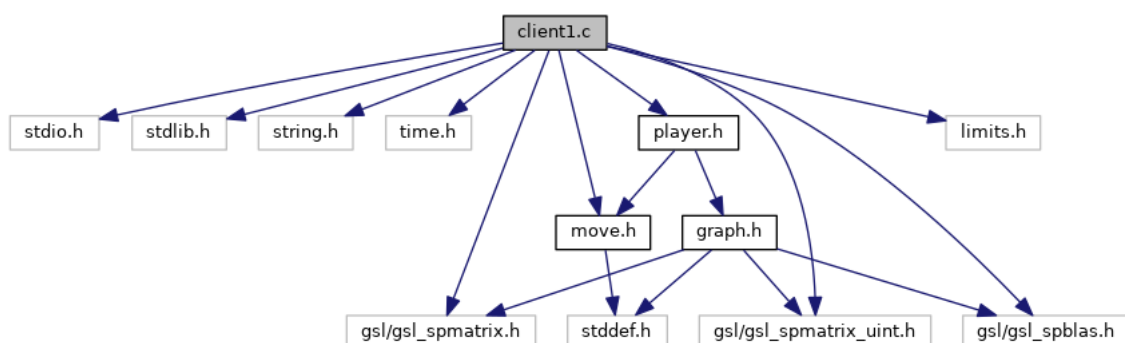 client1.c
stdio.h
stdlib.h
string.h
time.h
player.h
limits.h
move.h
graph.h
gsl/gsl_spmatrix.h
stddef.h
gsl/gsl_spmatrix_uint.h
gsl/gsl_spblas.h